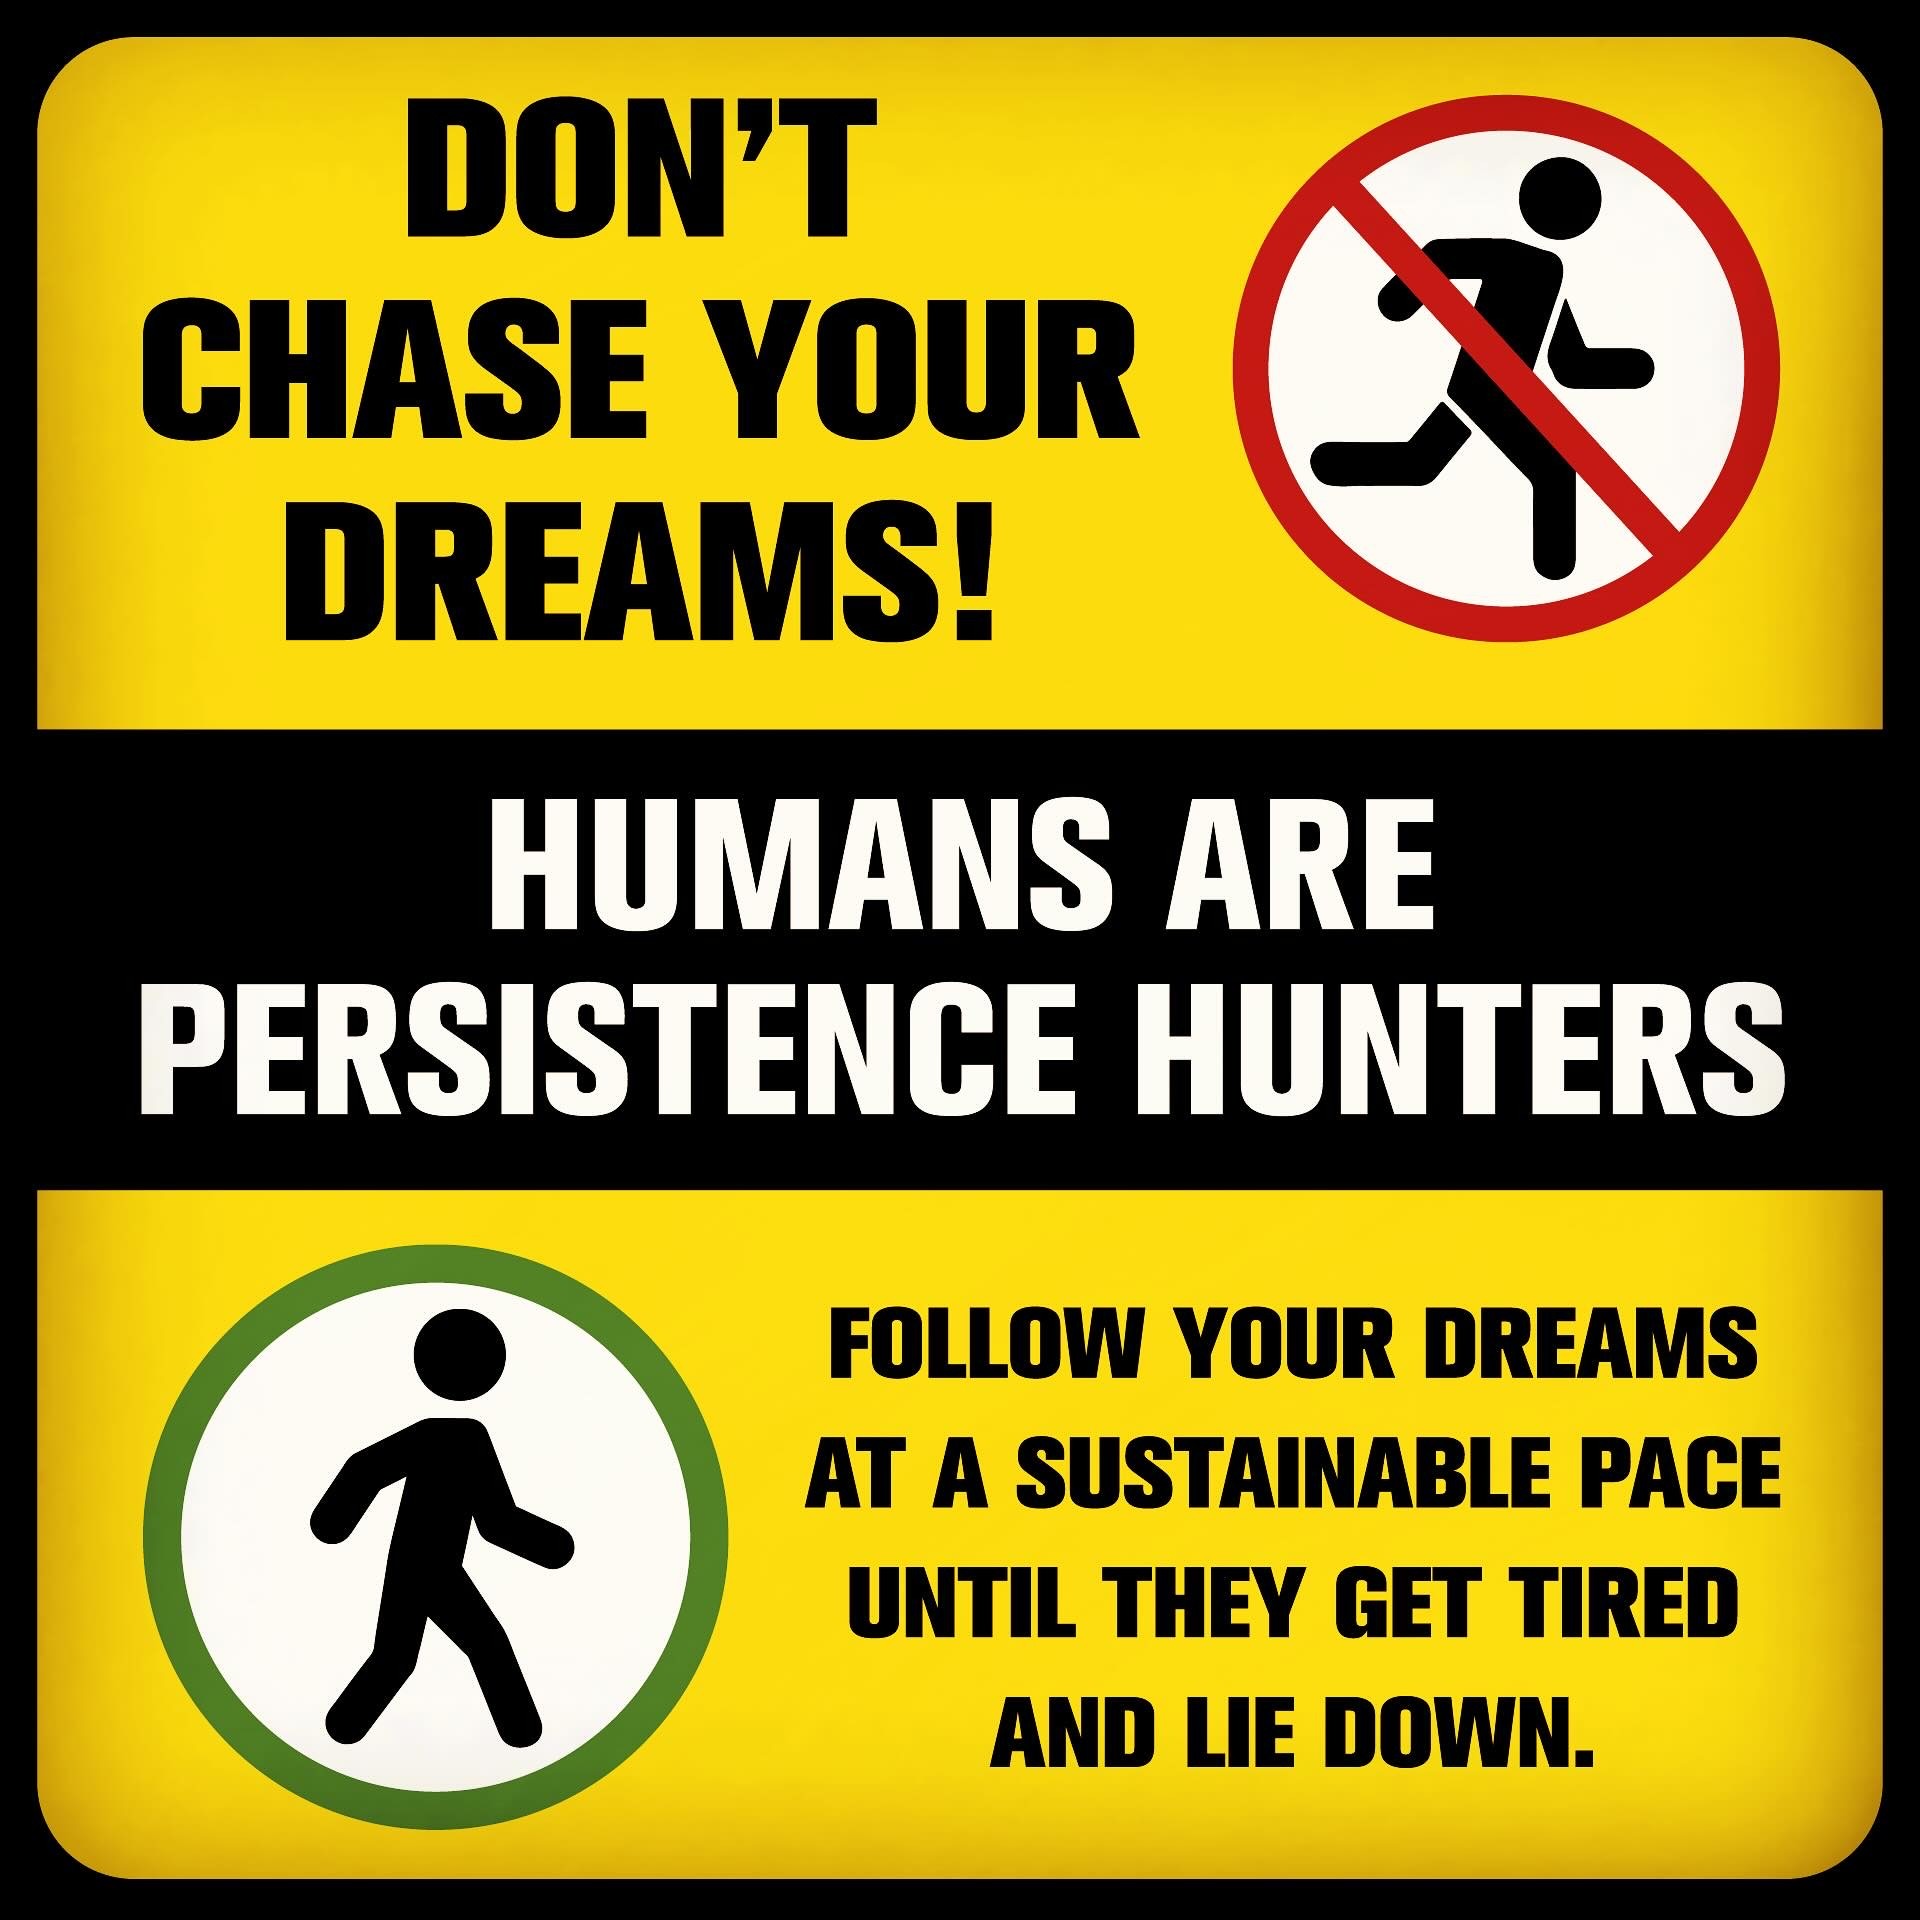 DON’T
CHASE YOUR
DREAMS!
HUMANS ARE
PERSISTENCE HUNTERS
FOLLOW YOUR DREAMS
AT A SUSTAINABLE PACE
UNTIL THEY GET TIRED
AND LIE DOWN.